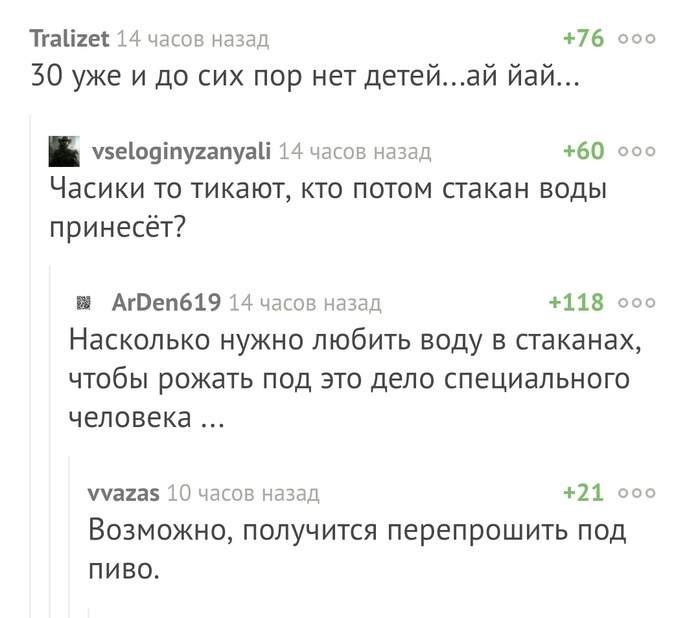 Tralizet 14 часов назад +76
30 уже и до сих пор нет детей...ай йай...
vseloginyzanyali 14 часов назад +60
Часики то тикают, кто потом стакан воды
принесёт?
ArDen619 14 часов назад +118
Насколько нужно любить воду в стаканах,
чтобы рожать под это дело специального
человека ...
vvazas 10 часов назад +21
Возможно, получится перепрошить под
пиво.